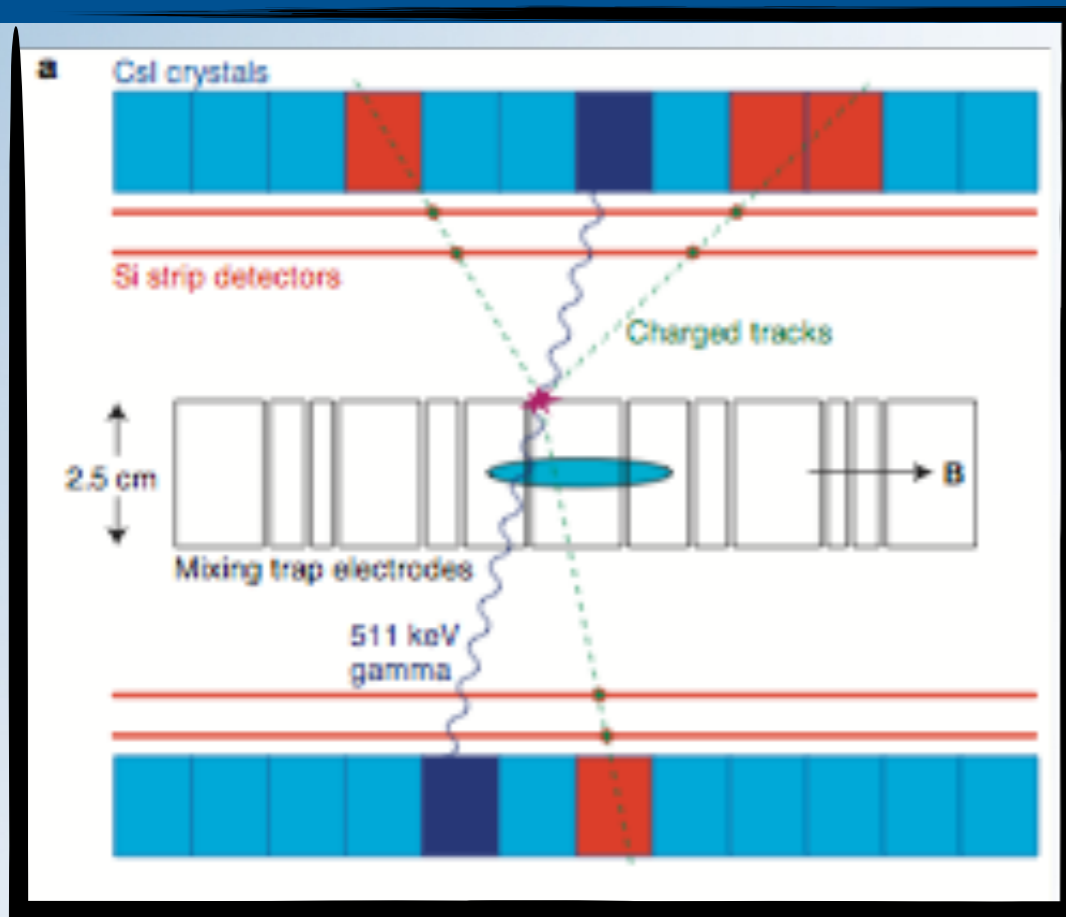 a
CsI crystals
Si strip detectors
Charged tracks
2.5 cm
B
Mixing trap electrodes
511 keV
gamma